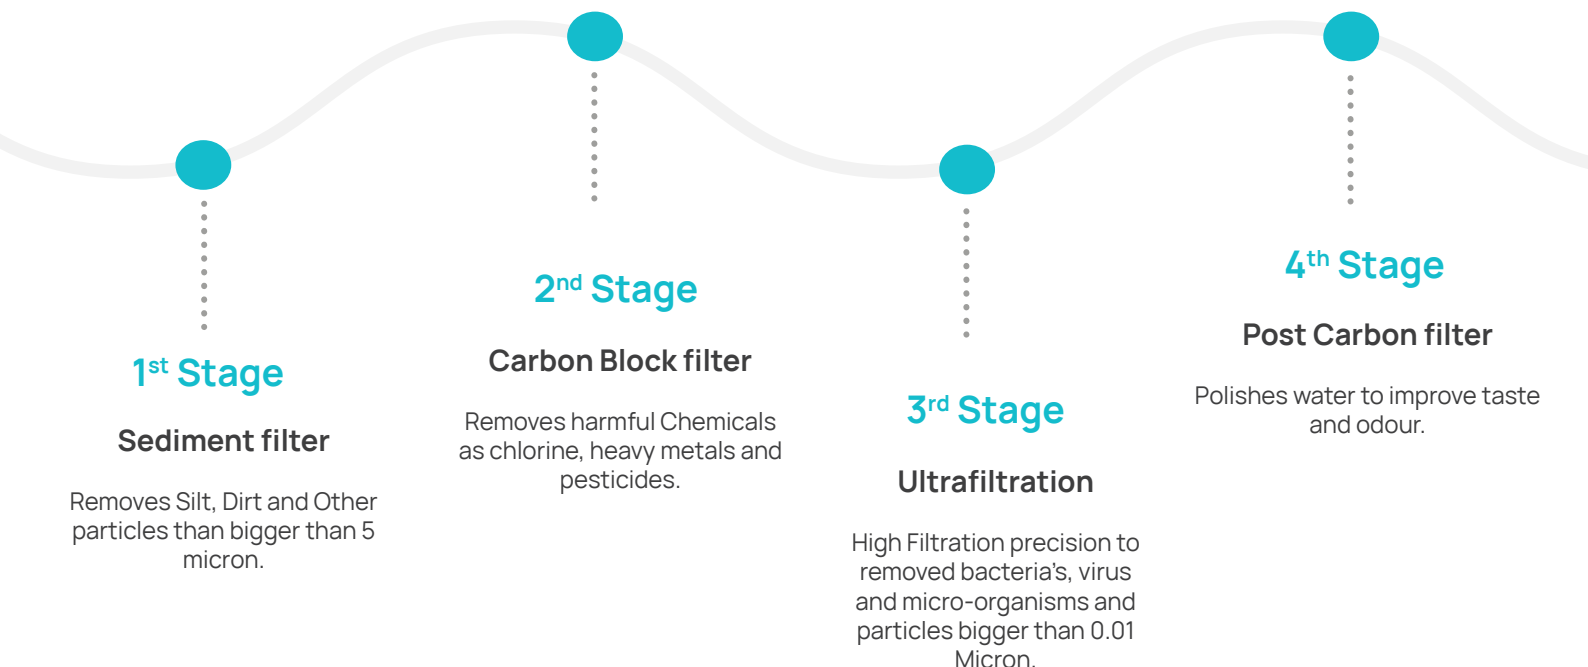 1st Stage
Sediment filter
Removes Silt, Dirt and Other
particles than bigger than 5
micron.
2nd Stage
Carbon Block filter
Removes harmful Chemicals
as chlorine, heavy metals and
pesticides.
3rd Stage
Ultrafiltration
High Filtration precision to
removed bacteria's, virus
and micro-organisms and
particles bigger than 0.01
Micron.
4th Stage
Post Carbon filter
Polishes water to improve taste
and odour.